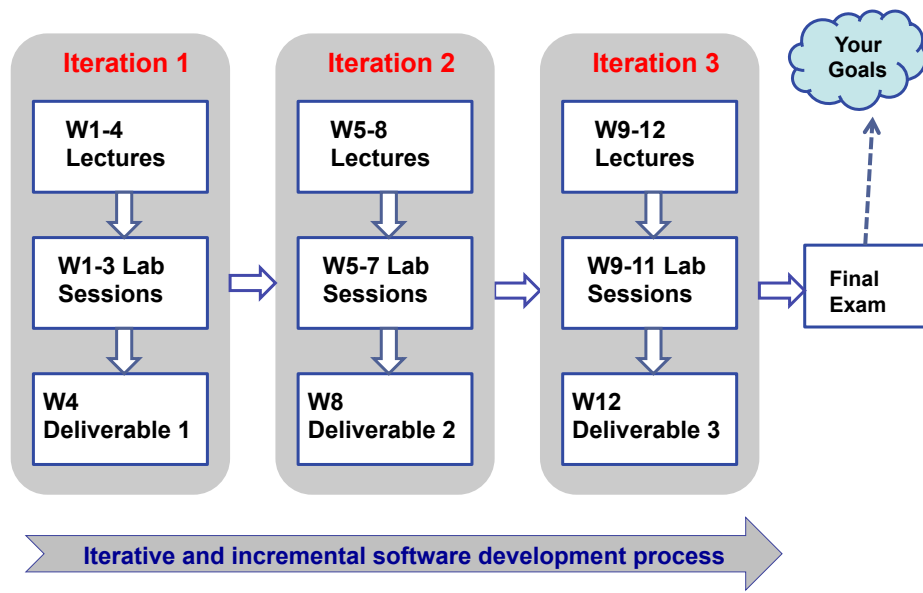 Iteration 1
W1-4
Lectures
W1-3 Lab
Sessions
W4
Deliverable 1
Iteration 2
W5-8
Lectures
W5-7 Lab
Sessions
W8
Deliverable 2
Iteration 3
W9-12
Lectures
W9-11 Lab
Sessions
W12
Deliverable 3
Your
Goals
Final
Exam
Iterative and incremental software development process